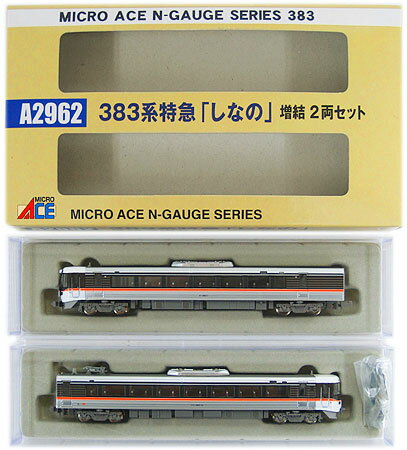 MICRO ACE N-GAUGE SERIES 383
A2962 383系特急「しなの」増結 2両セット
MICRO ACE
MICRO ACE N-GAUGE SERIES